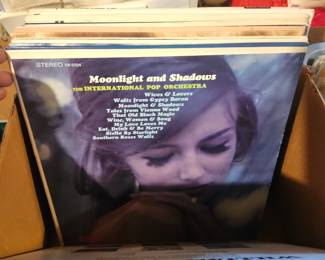 STEREO
Moonlight and Shadows
THE INTERNATIONAL POP ORCHESTRA
Wives & Lovers
Waltz from Gypsy Baron
Moonlight & Shadows
Tales from Vienna Wood
That Old Black Magic
Wine, Women & Song
My Love Loves Me
Eat, Drink & Be Merry
Stella By Starlight
Southern Roses Waltz